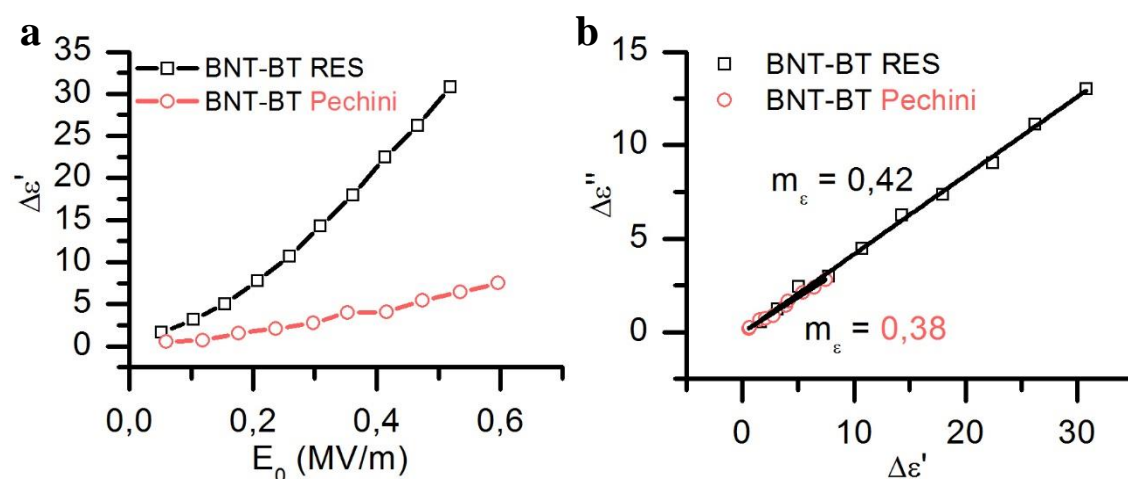 a
35
30
25
20
15
10
5
0
Δε'
BNT-BT RES
BNT-BT Pechini
0,0 0,2 0,4 0,6
E₀ (MV/m)
b
15
10
5
0
Δε"
BNT-BT RES
BNT-BT Pechini
mε = 0,42
mε = 0,38
0 10 20 30
Δε'